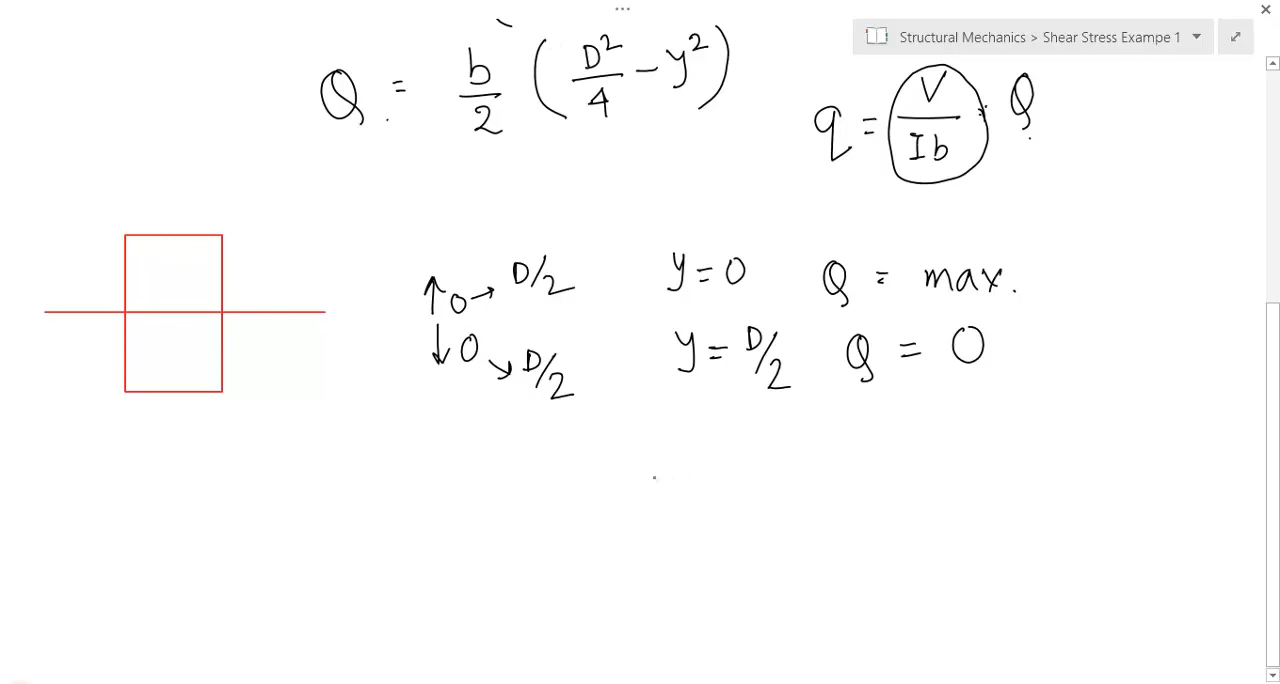 Structural Mechanics > Shear Stress Exampe 1
Q = b/2 (D²/4 - y²)
q = V/Ib · Q
↑ 0 → D/2 y = 0 Q = max.
↓ 0 ↘ D/2 y = D/2 Q = 0